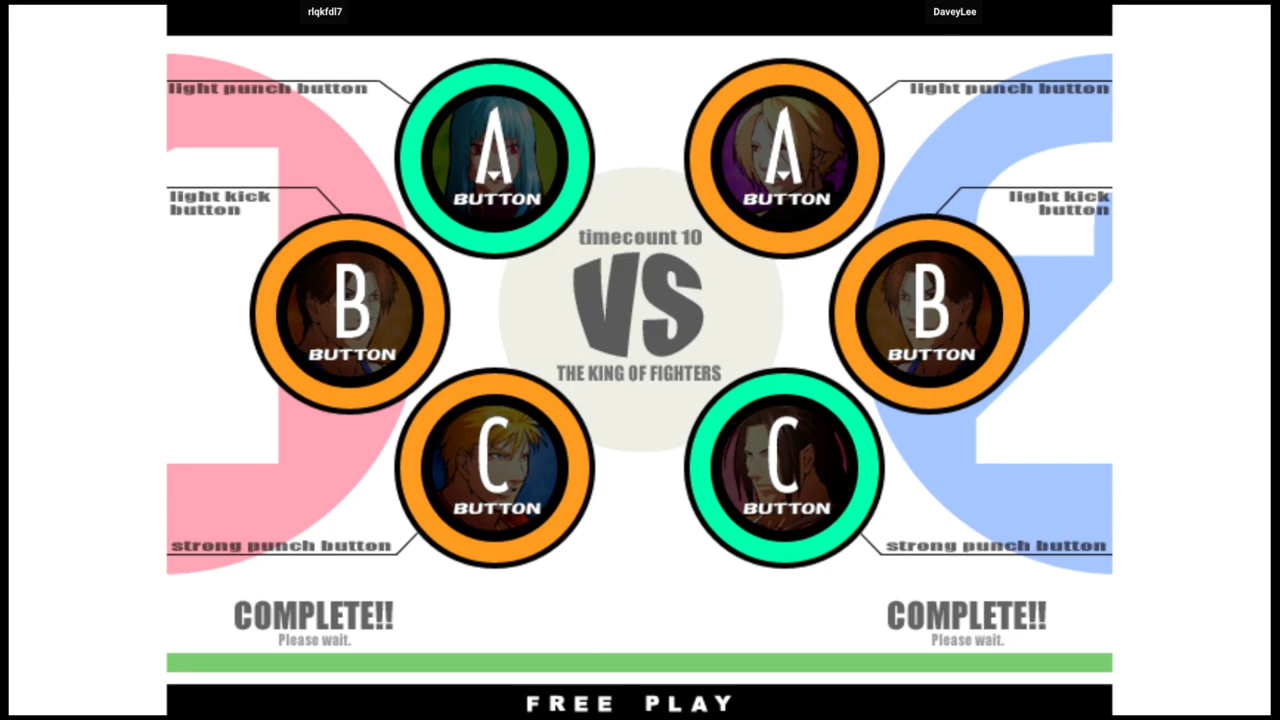 rlqkfdl7
DaveyLee
light punch button
light punch button
A
BUTTON
A
BUTTON
light kick
button
light kick
button
timecount 10
VS
THE KING OF FIGHTERS
B
BUTTON
B
BUTTON
C
BUTTON
C
BUTTON
strong punch button
strong punch button
COMPLETE!!
Please wait.
COMPLETE!!
Please wait.
FREE PLAY
1
2